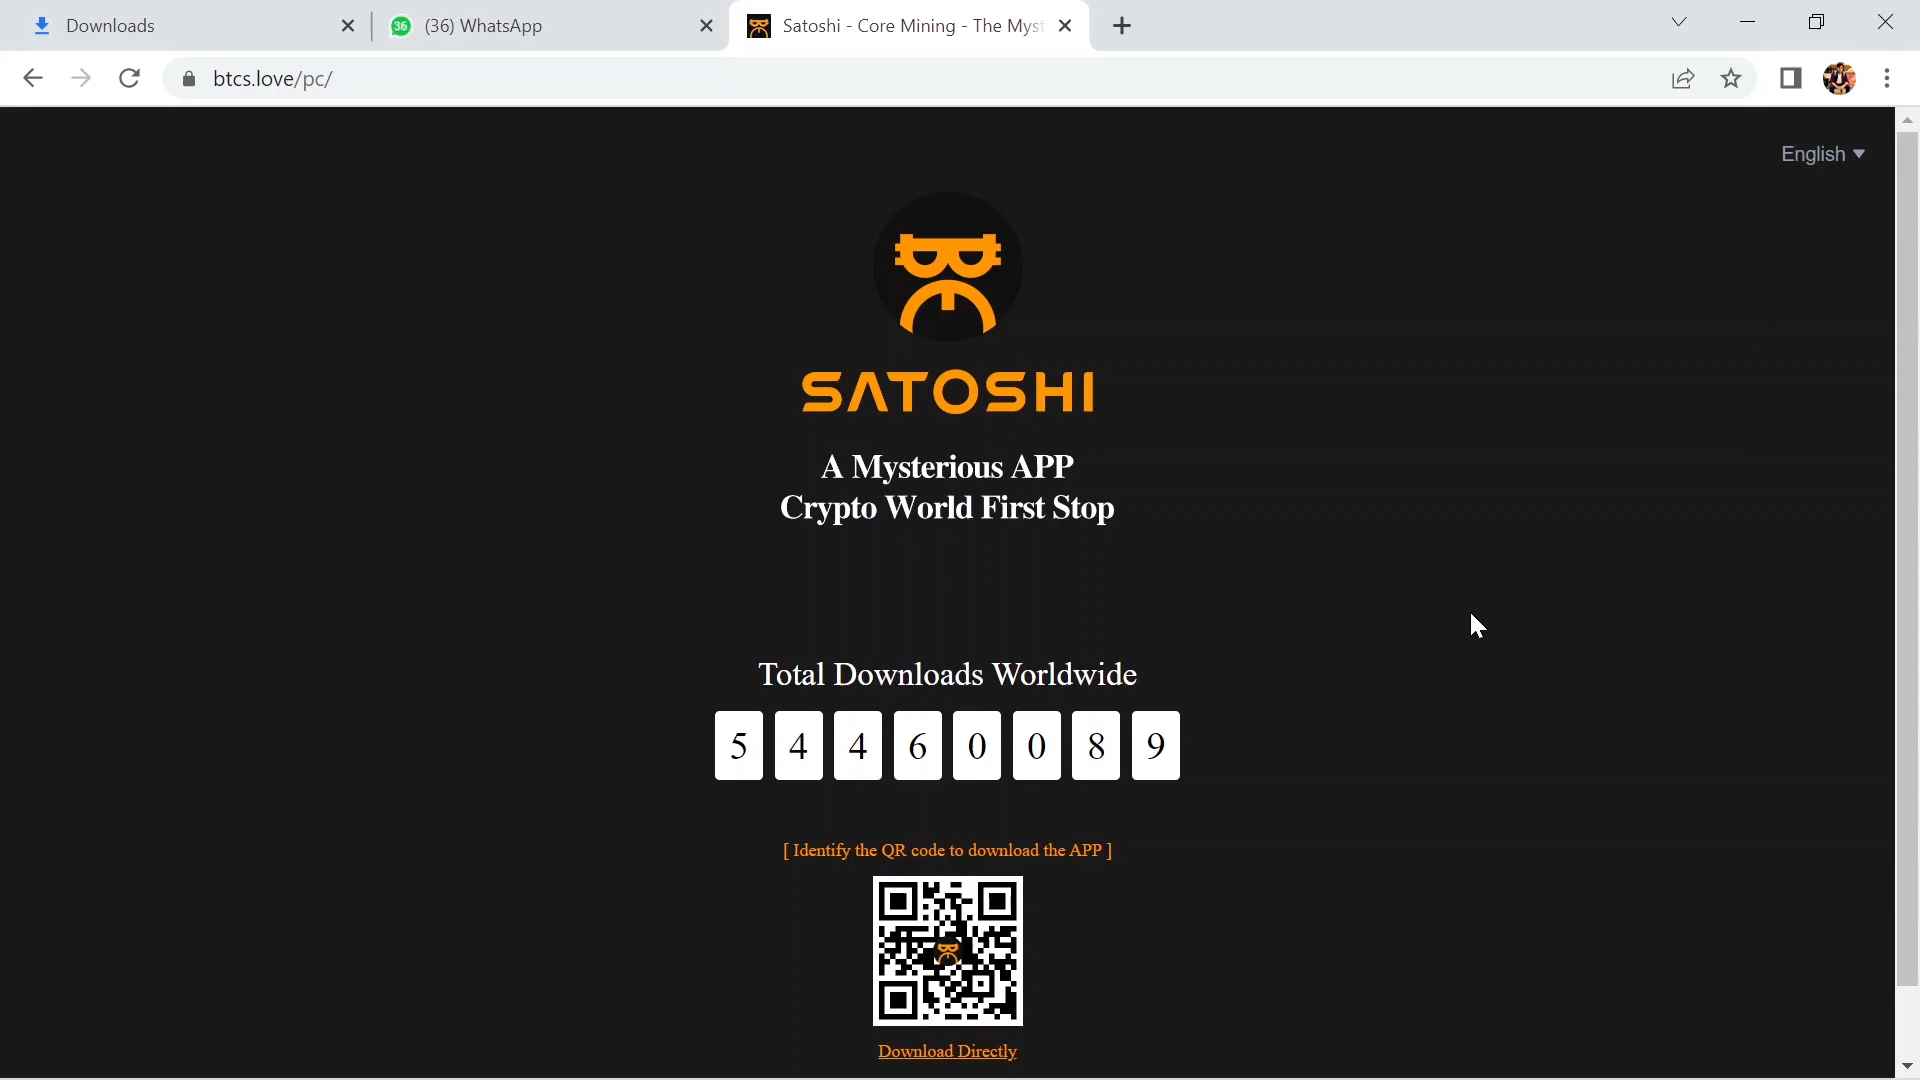 Downloads
36
(36) WhatsApp
Satoshi - Core Mining - The Myst
btcs.love/pc/
English
SATOSHI
A Mysterious APP
Crypto World First Stop
Total Downloads Worldwide
5 4 4 6 0 0 8 9
[ Identify the QR code to download the APP ]
Download Directly